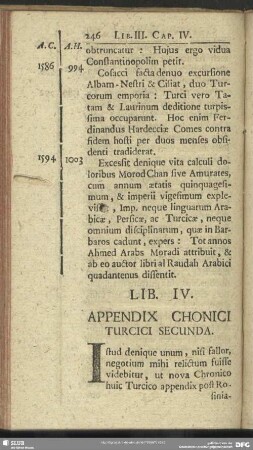 246 LIB. III. CAP. IV.
A.C. A.H.
obtruncatur: Hujus ergo vidua
Constantinopolim petit.
1586 994
Cosacci facta denuo excursione
Albam-Nestri & Ciliat, duo Tur-
corum emporia: Turci vero Ta-
tam & Laurinum deditione turpis-
sima occuparunt. Hoc enim Fer-
dinandus Hardecciæ Comes contra
fidem hosti per duos menses obsi-
denti tradiderat.
1594 1003
Excessit denique vita calculi do-
loribus Morod Chan sive Amurates,
cum annum ætatis quinquagesi-
mum, & imperii vigesimum exple-
, Imp. neque linguarum Ara-
bicæ, Persicæ, ac Turcicæ, neque
omnium disciplinarum, quæ in Bar-
baros cadunt, expers: Tot annos
Ahmed Arabs Moradi attribuit, &
ab eo auctor libri al Raudah Arabici
quadantenus dissentit.
LIB. IV.
APPENDIX CHONICI
TURCICI SECUNDA.
Istud denique unum, nisi fallor,
negotium mihi relictum fuisse
videbitur, ut nova Chronico
huic Turcico appendix post Ro-
sinia-
SLUB
DFG